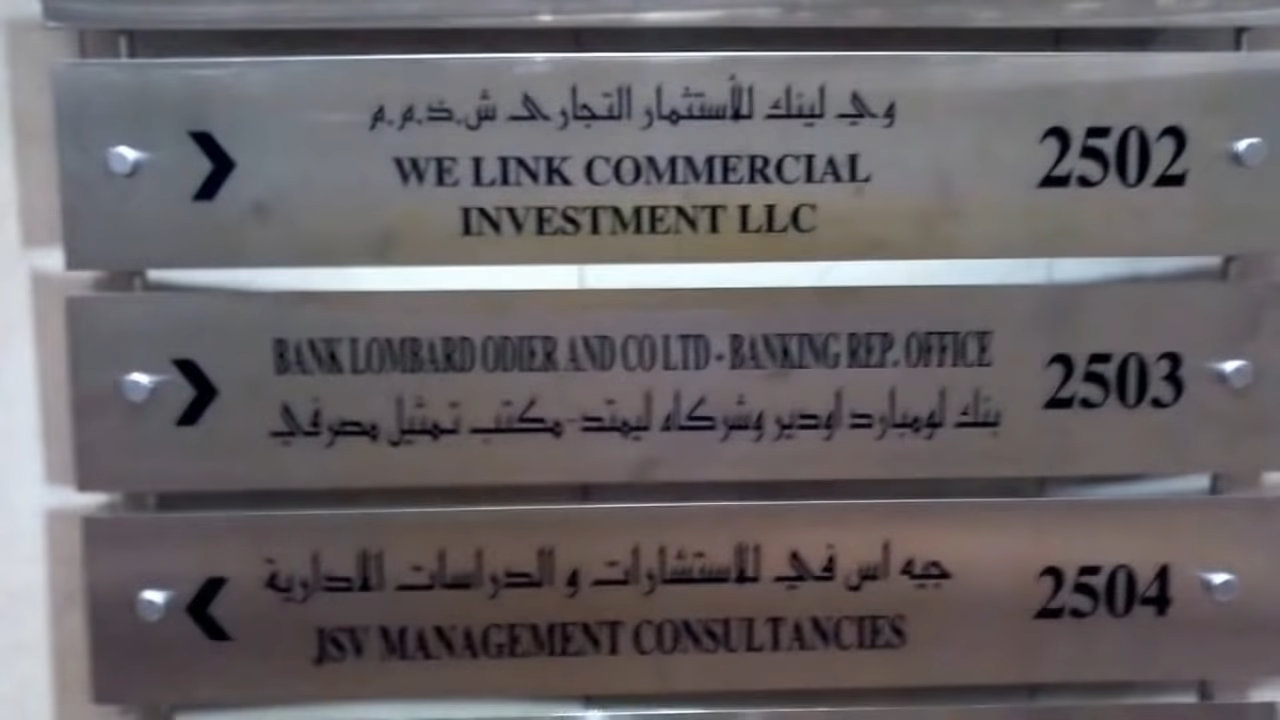 وي لينك للأستثمار التجاري ش.ذ.م.م
WE LINK COMMERCIAL
INVESTMENT LLC
2502
BANK LOMBARD ODIER AND CO LTD - BANKING REP. OFFICE
بنك لومبارد اودير وشركاه ليمتد-مكتب تمثيل مصرفي
2503
جيه اس في للاستشارات و الدراسات الادارية
JSV MANAGEMENT CONSULTANCIES
2504